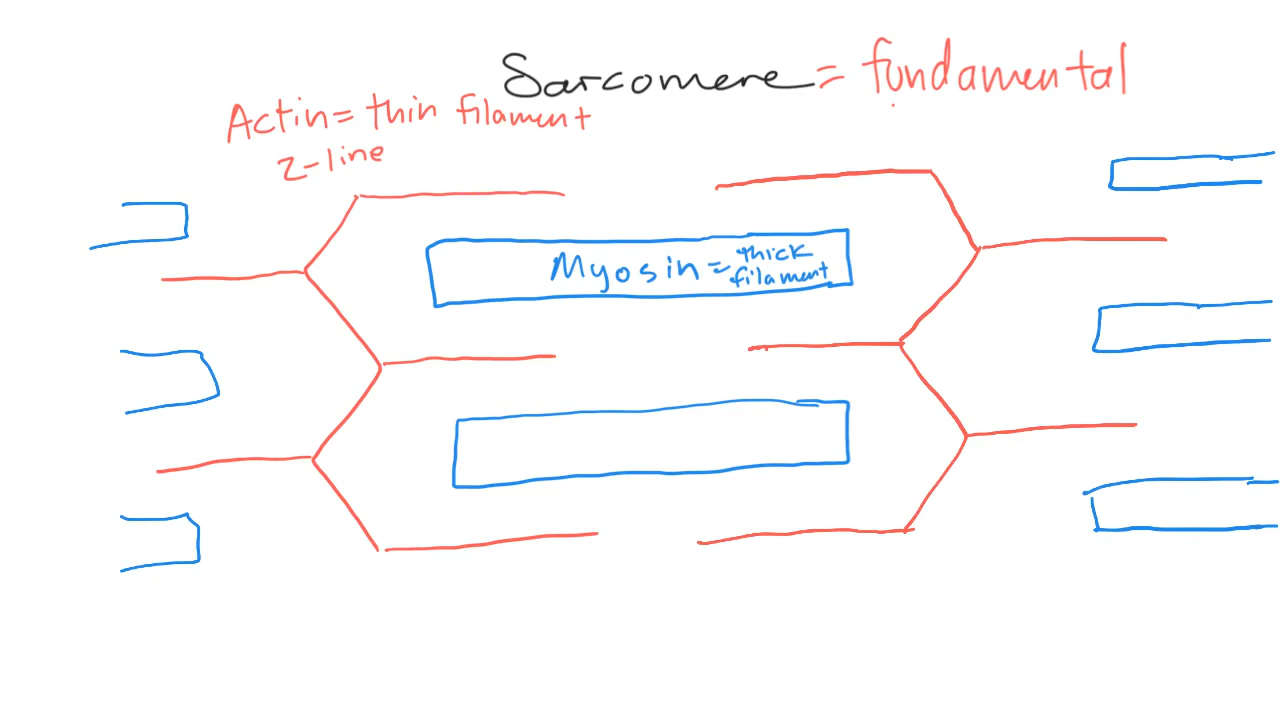 Sarcomere = fundamental
Actin = thin filament
Z-line
Myosin = thick
filament